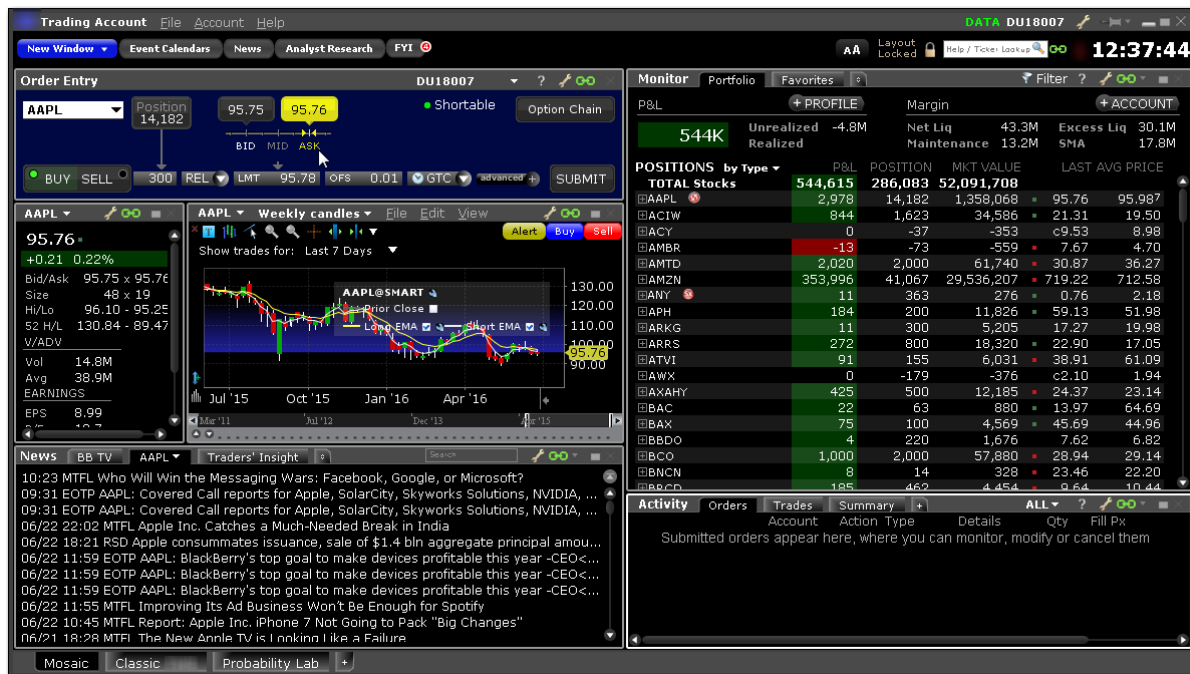 Trading Account File Account Help DATA DU18007
New Window Event Calendars News Analyst Research FYI 4 AA Layout Locked Help / Ticker Lookup 12:37:44
Order Entry DU18007 ?
AAPL Position 14,182 95.75 95.76 Shortable Option Chain
BID MID ASK
BUY SELL 300 REL LMT 95.78 OFS 0.01 GTC advanced + SUBMIT
AAPL
95.76
+0.21 0.22%
Bid/Ask 95.75 x 95.76
Size 48 x 19
Hi/Lo 96.10 - 95.25
52 H/L 130.84 - 89.47
V/ADV
Vol 14.8M
Avg 38.9M
EARNINGS
EPS 8.99
AAPL Weekly candles File Edit View
Alert Buy Sell
Show trades for: Last 7 Days
AAPL@SMART
Prior Close
Long EMA Short EMA
130.00
120.00
110.00
100.00
95.76
90.00
Jul '15 Oct '15 Jan '16 Apr '16
Mar '11 Jul '12 Dec '13 Apr '15
News BB TV AAPL Traders' Insight Search
10:23 MTFL Who Will Win the Messaging Wars: Facebook, Google, or Microsoft?
09:31 EOTP AAPL: Covered Call reports for Apple, SolarCity, Skyworks Solutions, NVIDIA, ...
09:31 EOTP AAPL: Covered Call reports for Apple, SolarCity, Skyworks Solutions, NVIDIA, ...
06/22 22:02 MTFL Apple Inc. Catches a Much-Needed Break in India
06/22 18:21 RSD Apple consummates issuance, sale of $1.4 bln aggregate principal amou...
06/22 11:59 EOTP AAPL: BlackBerry's top goal to make devices profitable this year -CEO<...
06/22 11:59 EOTP AAPL: BlackBerry's top goal to make devices profitable this year -CEO<...
06/22 11:59 EOTP AAPL: BlackBerry's top goal to make devices profitable this year -CEO<...
06/22 11:55 MTFL Improving Its Ad Business Won't Be Enough for Spotify
06/22 10:45 MTFL Report: Apple Inc. iPhone 7 Not Going to Pack "Big Changes"
06/21 18:28 MTFL The New Apple TV is Looking Like a Failure
Monitor Portfolio Favorites Filter ?
P&L + PROFILE Margin + ACCOUNT
544K
Unrealized -4.8M Net Liq 43.3M Excess Liq 30.1M
Realized Maintenance 13.2M SMA 17.8M
POSITIONS by Type P&L POSITION MKT VALUE LAST AVG PRICE
TOTAL Stocks 544,615 286,083 52,091,708
AAPL 2,978 14,182 1,358,068 95.76 95.987
ACIW 844 1,623 34,586 21.31 19.50
ACY 0 -37 -353 c9.53 8.98
AMBR -13 -73 -559 7.67 4.70
AMTD 2,020 2,000 61,740 30.87 36.27
AMZN 353,996 41,067 29,536,207 719.22 712.58
ANY 11 363 276 0.76 2.18
APH 184 200 11,826 59.13 51.98
ARKG 11 300 5,205 17.27 19.98
ARRS 272 800 18,320 22.90 17.05
ATVI 91 155 6,031 38.91 61.09
AWX 0 -179 -376 c2.10 1.94
AXAHY 425 500 12,185 24.37 23.14
BAC 22 63 880 13.97 64.69
BAX 75 100 4,569 45.69 44.96
BBDO 4 220 1,676 7.62 6.82
BCO 1,000 2,000 57,880 28.94 29.14
BNCN 8 14 328 23.46 22.20
BRCD 185 462 4,454 9.64 10.44
Activity Orders Trades Summary + ALL ?
Account Action Type Details Qty Fill Px
Submitted orders appear here, where you can monitor, modify or cancel them
Mosaic Classic Probability Lab +